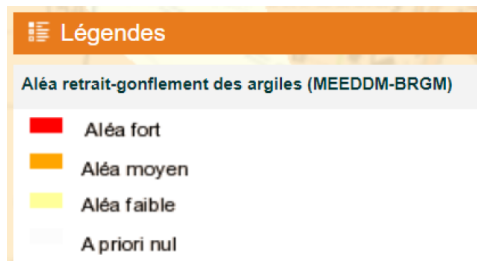 Légendes
Aléa retrait-gonflement des argiles (MEEDDM-BRGM)
Aléa fort
Aléa moyen
Aléa faible
A priori nul